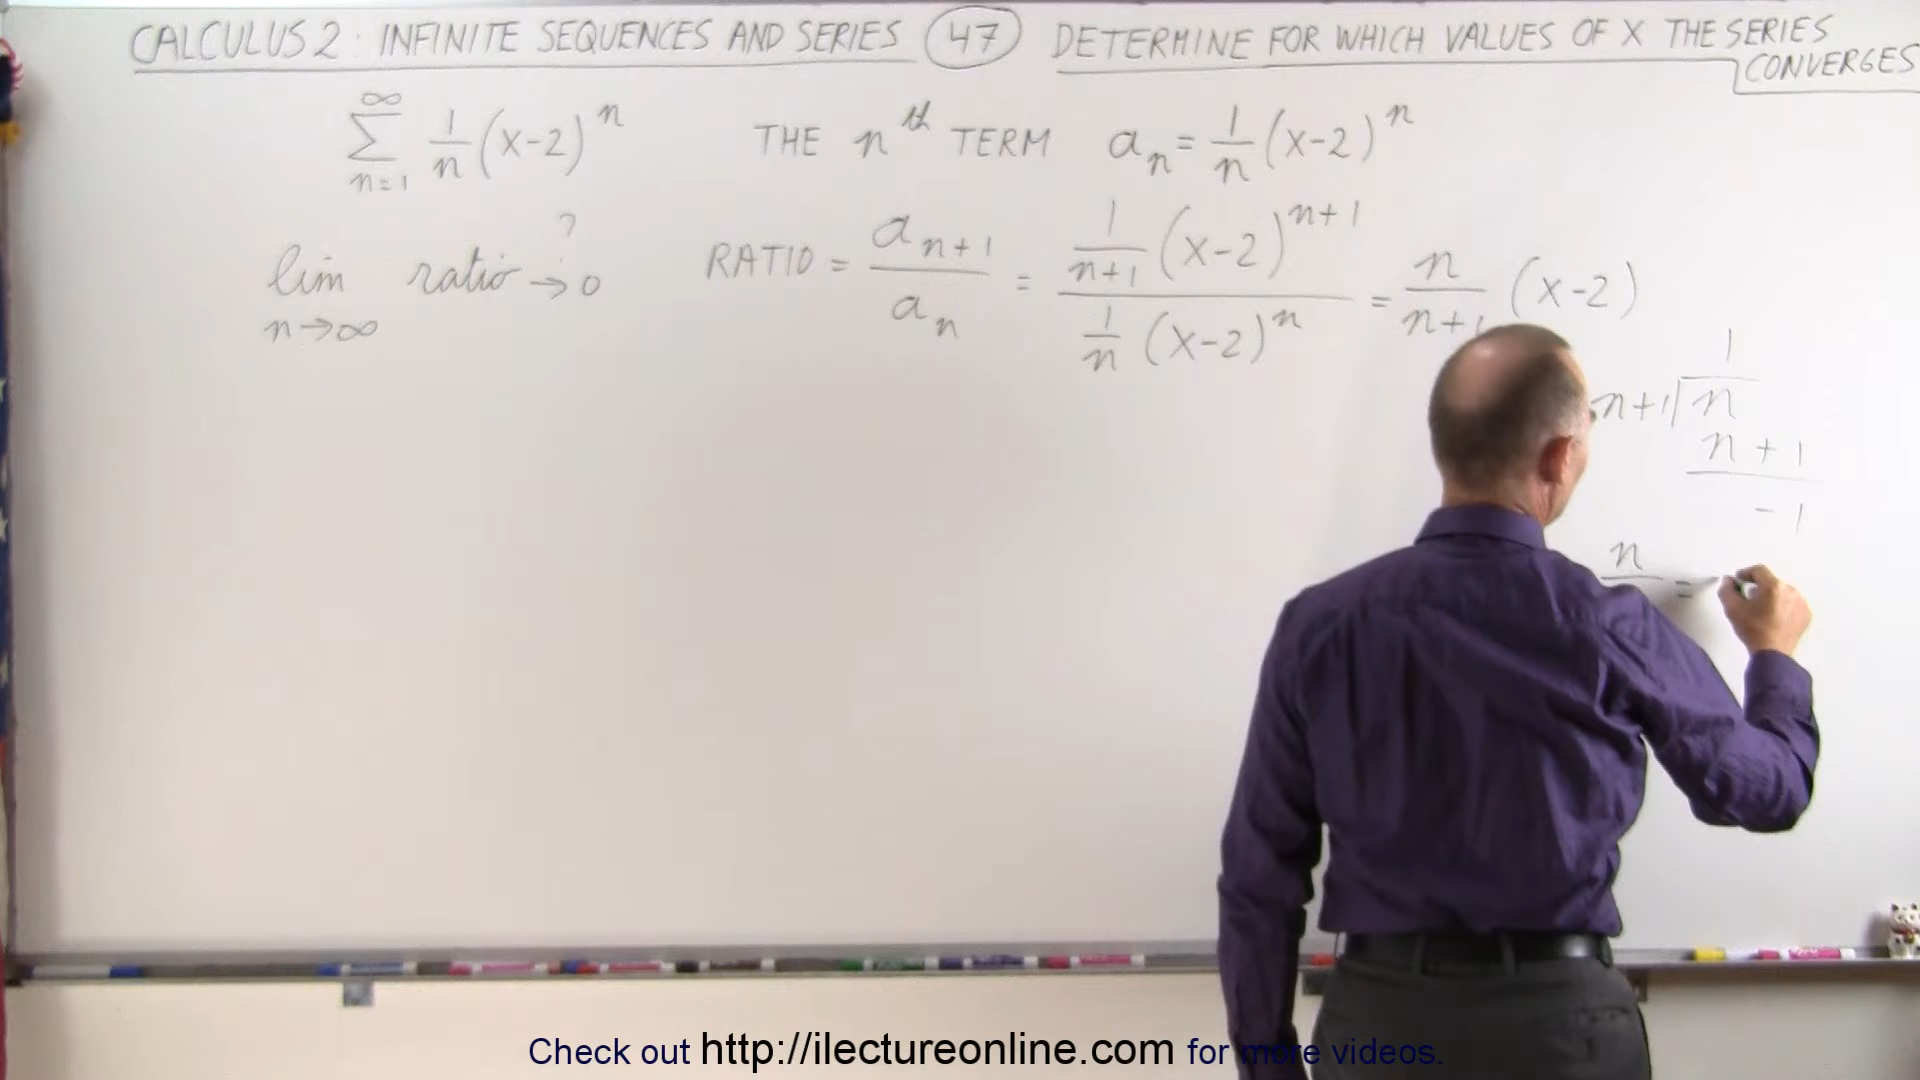 CALCULUS 2: INFINITE SEQUENCES AND SERIES 47 DETERMINE FOR WHICH VALUES OF X THE SERIES CONVERGES
∞ Σ n=1 1/n (x-2)^n THE n^th TERM a_n = 1/n (x-2)^n
lim n→∞ ratio →? 0 RATIO = a_n+1 / a_n = 1/n+1 (x-2)^n+1 / 1/n (x-2)^n = n/n+1 (x-2)
1
n+1 n
n + 1
- 1
n =
Check out http://ilectureonline.com for more videos.